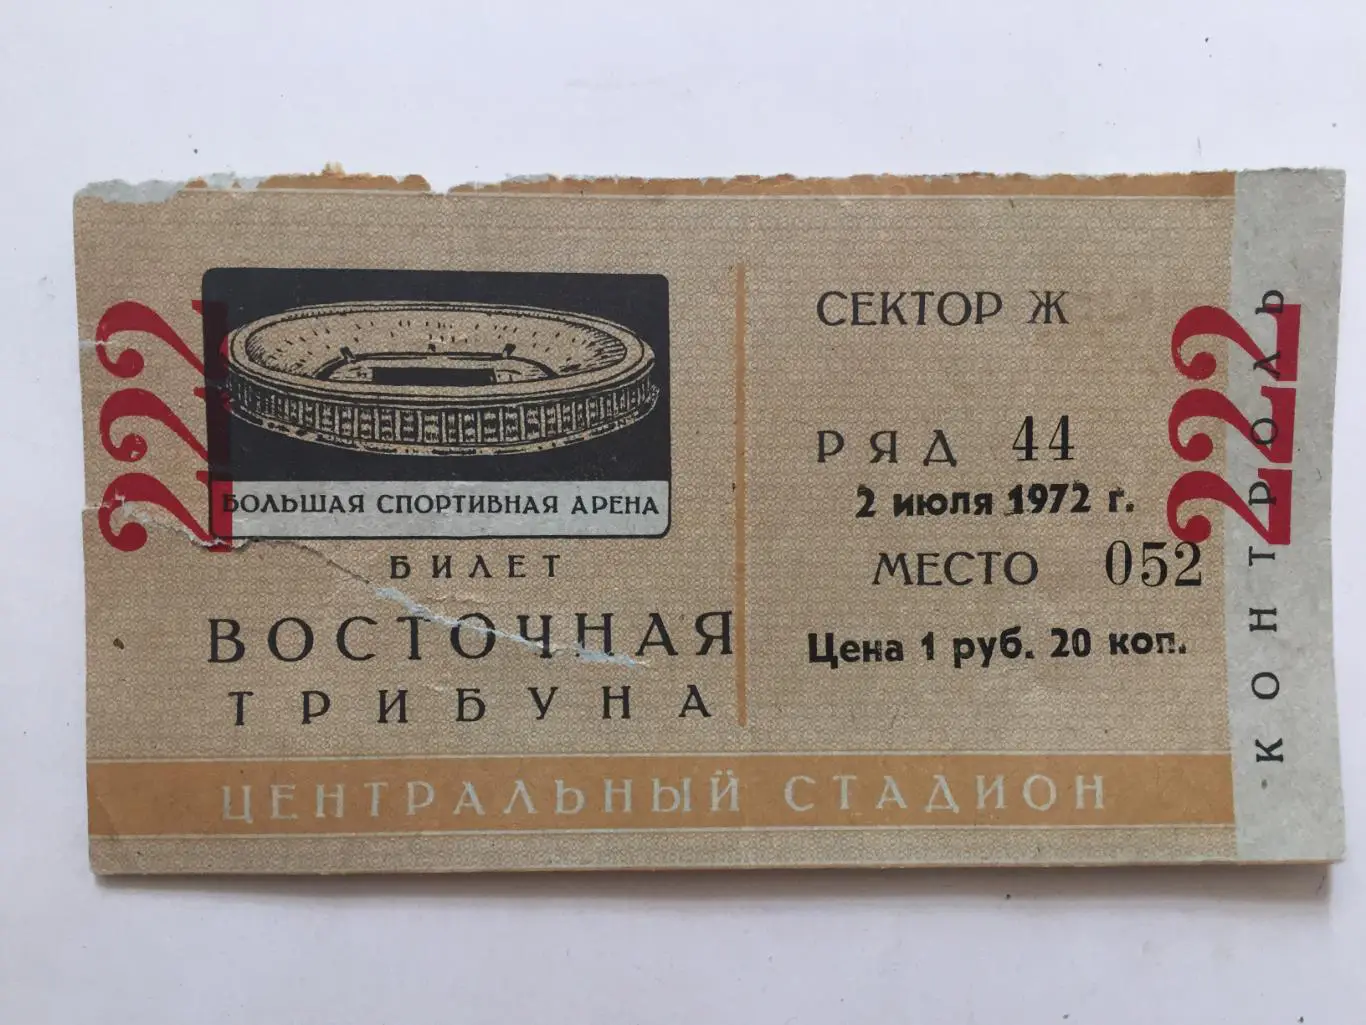 222
БОЛЬШАЯ СПОРТИВНАЯ АРЕНА
БИЛЕТ
ВОСТОЧНАЯ
ТРИБУНА
СЕКТОР Ж
РЯД 44
2 июля 1972 г.
МЕСТО 052
Цена 1 руб. 20 коп.
222
КОНТРОЛЬ
ЦЕНТРАЛЬНЫЙ СТАДИОН